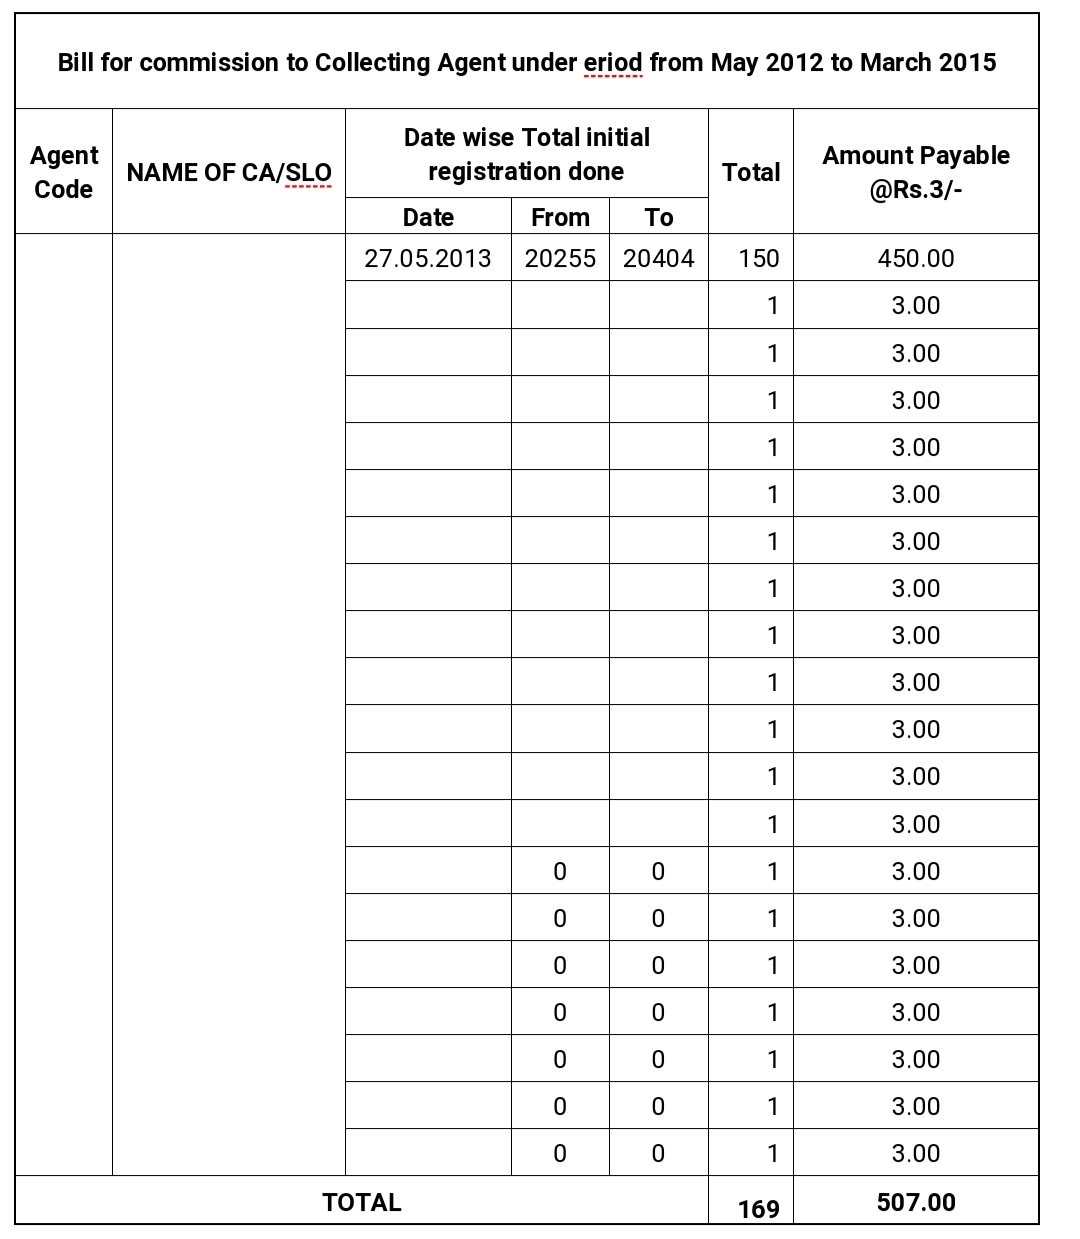 Bill for commission to Collecting Agent under eriod from May 2012 to March 2015
Agent Code NAME OF CA/SLO Date wise Total initial registration done Total Amount Payable @Rs.3/-
Date From To
27.05.2013 20255 20404 150 450.00
1 3.00
1 3.00
1 3.00
1 3.00
1 3.00
1 3.00
1 3.00
1 3.00
1 3.00
1 3.00
1 3.00
1 3.00
0 0 1 3.00
0 0 1 3.00
0 0 1 3.00
0 0 1 3.00
0 0 1 3.00
0 0 1 3.00
0 0 1 3.00
TOTAL 169 507.00